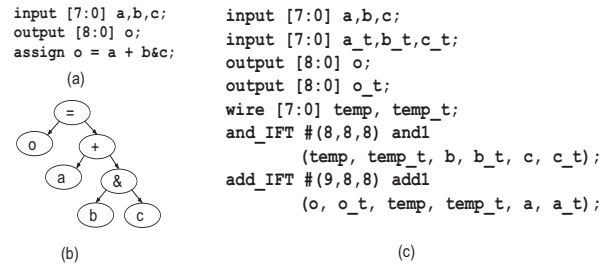 input [7:0] a,b,c;
output [8:0] o;
assign o = a + b&c;
(a)
=
o
+
a
&
b
c
(b)
input [7:0] a,b,c;
input [7:0] a_t,b_t,c_t;
output [8:0] o;
output [8:0] o_t;
wire [7:0] temp, temp_t;
and_IFT #(8,8,8) and1
(temp, temp_t, b, b_t, c, c_t);
add_IFT #(9,8,8) add1
(o, o_t, temp, temp_t, a, a_t);
(c)